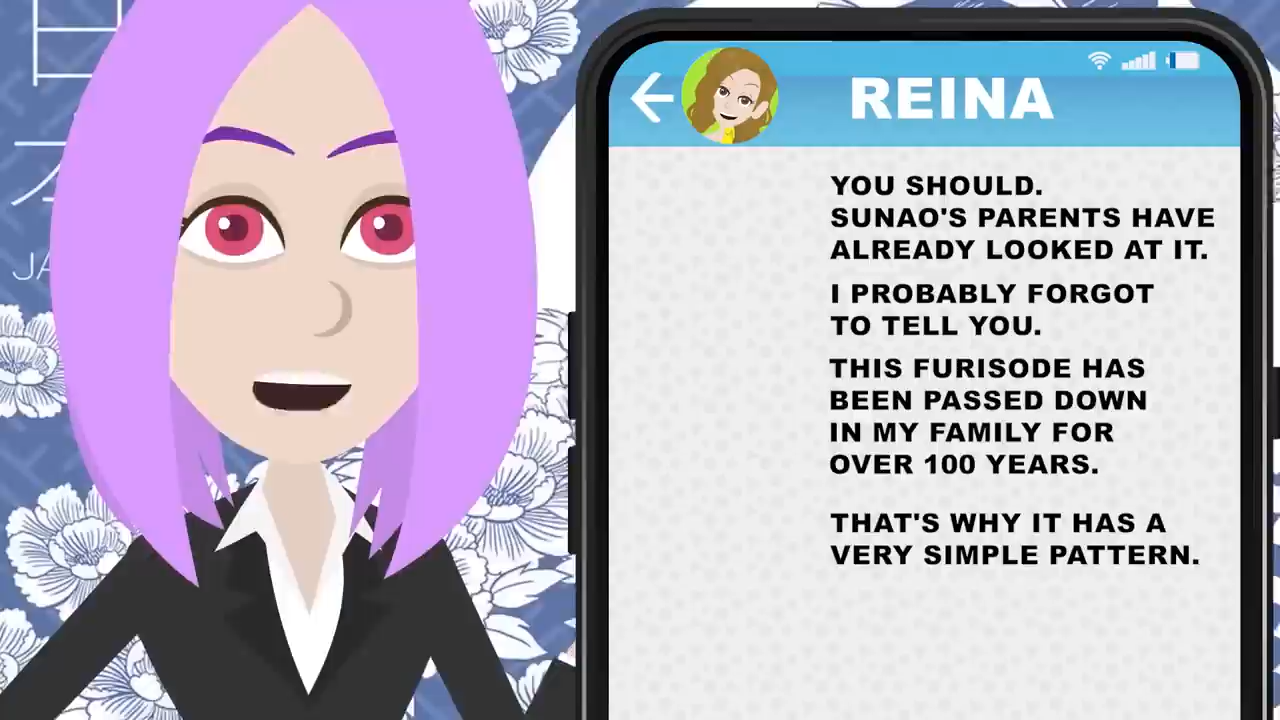 REINA
YOU SHOULD.
SUNAO'S PARENTS HAVE
ALREADY LOOKED AT IT.
I PROBABLY FORGOT
TO TELL YOU.
THIS FURISODE HAS
BEEN PASSED DOWN
IN MY FAMILY FOR
OVER 100 YEARS.
THAT'S WHY IT HAS A
VERY SIMPLE PATTERN.